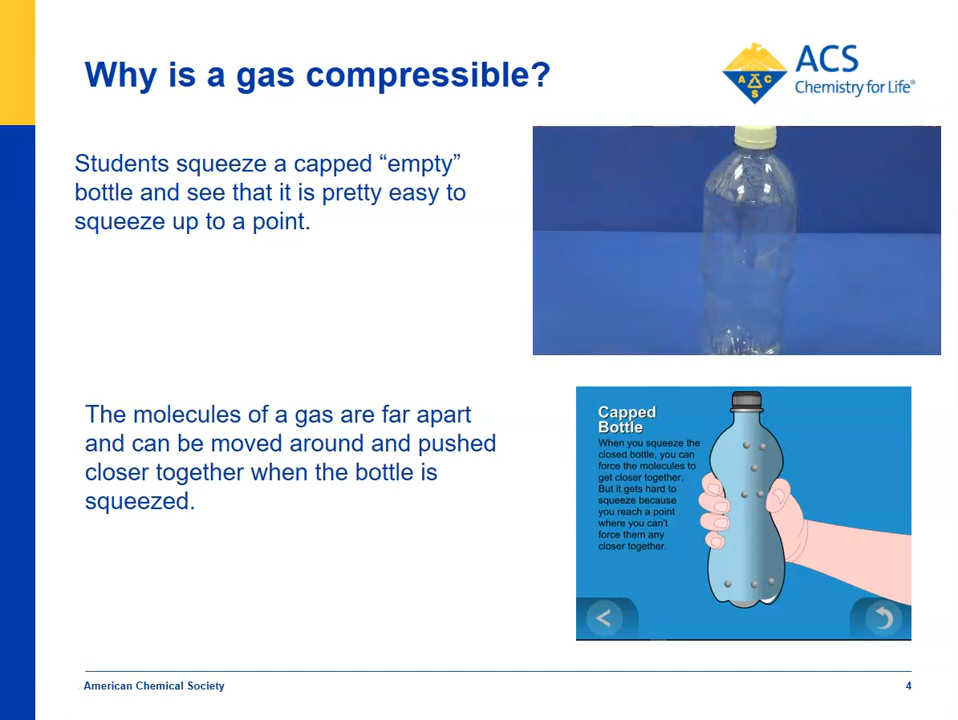 Why is a gas compressible?
ACS
Chemistry for Life®
A C S
Students squeeze a capped “empty”
bottle and see that it is pretty easy to
squeeze up to a point.
The molecules of a gas are far apart
and can be moved around and pushed
closer together when the bottle is
squeezed.
Capped
Bottle
When you squeeze the
closed bottle, you can
force the molecules to
get closer together.
But it gets hard to
squeeze because
you reach a point
where you can't
force them any
closer together.
American Chemical Society
4